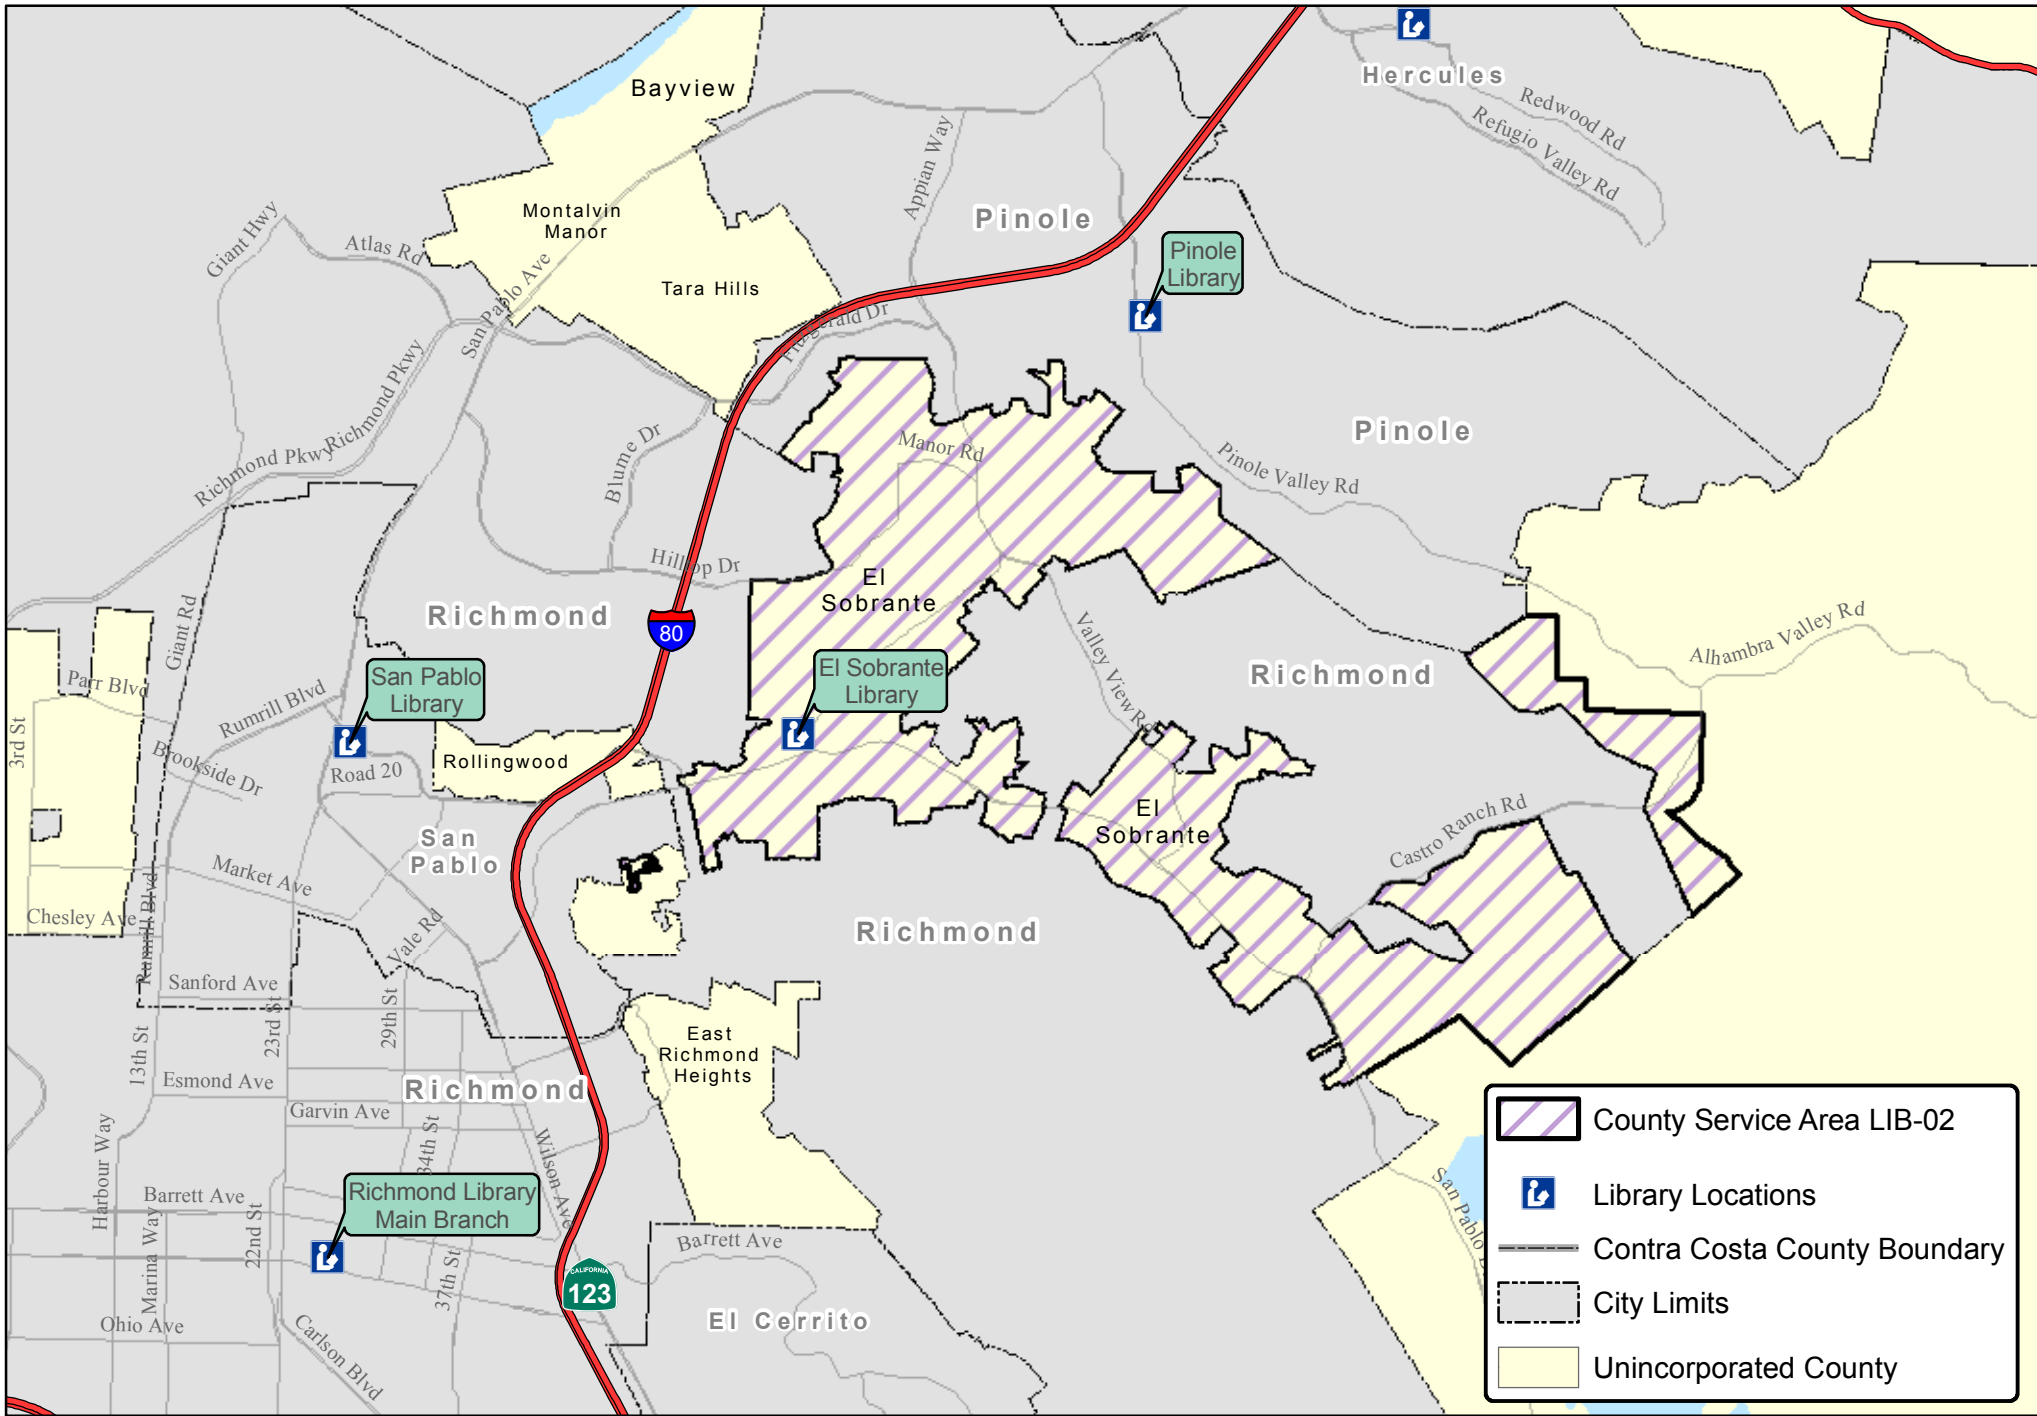 Bayview
Hercules
Redwood Rd
Refugio Valley Rd
Appian Way
Montalvin
Manor
Pinole
Giant Hwy
Atlas Rd
San Pablo Ave
Tara Hills
Pinole
Library
Fitzgerald Dr
Richmond Pkwy
Richmond Pkwy
Blume Dr
Manor Rd
Pinole
Pinole Valley Rd
Hilltop Dr
El
Sobrante
Richmond
80
Giant Rd
Valley View Rd
Alhambra Valley Rd
San Pablo
Library
El Sobrante
Library
Richmond
Parr Blvd
Rumrill Blvd
3rd St
Brookside Dr
Road 20
Rollingwood
El
Sobrante
Castro Ranch Rd
San
Pablo
Market Ave
Chesley Ave
Rumrill Blvd
Vale Rd
Richmond
Sanford Ave
23rd St
29th St
13th St
East
Richmond
Heights
Esmond Ave
Richmond
Garvin Ave
Harbour Way
34th St
Wilson Ave
Richmond Library
Main Branch
Barrett Ave
Marina Way
22nd St
37th St
Barrett Ave
CALIFORNIA
123
Ohio Ave
Carlson Blvd
El Cerrito
San Pablo
County Service Area LIB-02
Library Locations
Contra Costa County Boundary
City Limits
Unincorporated County